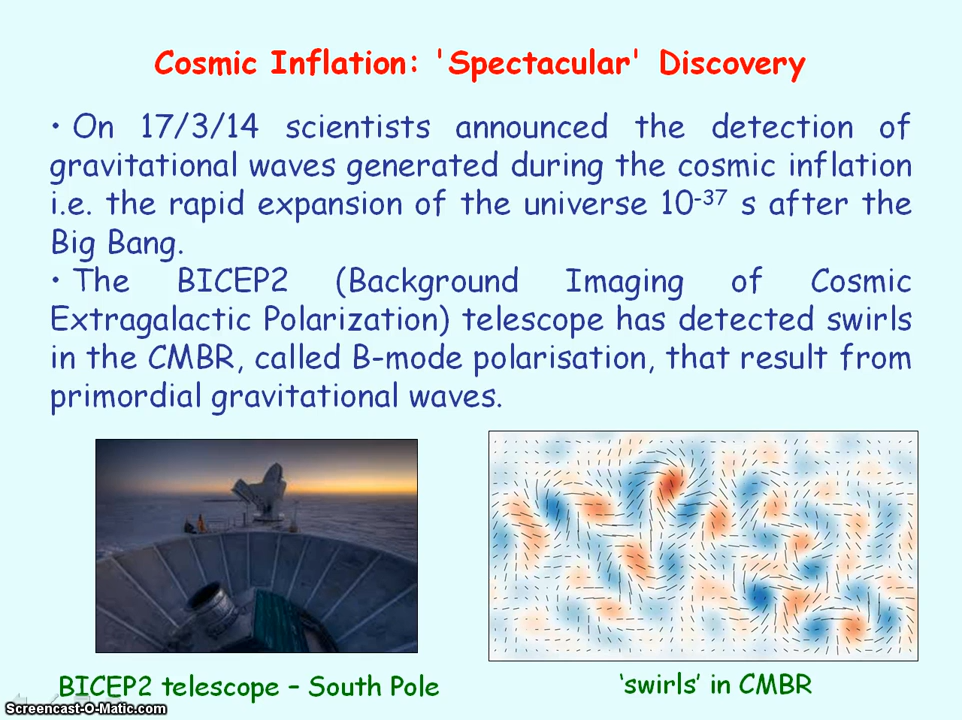 Cosmic Inflation: 'Spectacular' Discovery
• On 17/3/14 scientists announced the detection of
gravitational waves generated during the cosmic inflation
i.e. the rapid expansion of the universe 10⁻³⁷ s after the
Big Bang.
• The BICEP2 (Background Imaging of Cosmic
Extragalactic Polarization) telescope has detected swirls
in the CMBR, called B-mode polarisation, that result from
primordial gravitational waves.
BICEP2 telescope – South Pole
‘swirls’ in CMBR
Screencast-O-Matic.com